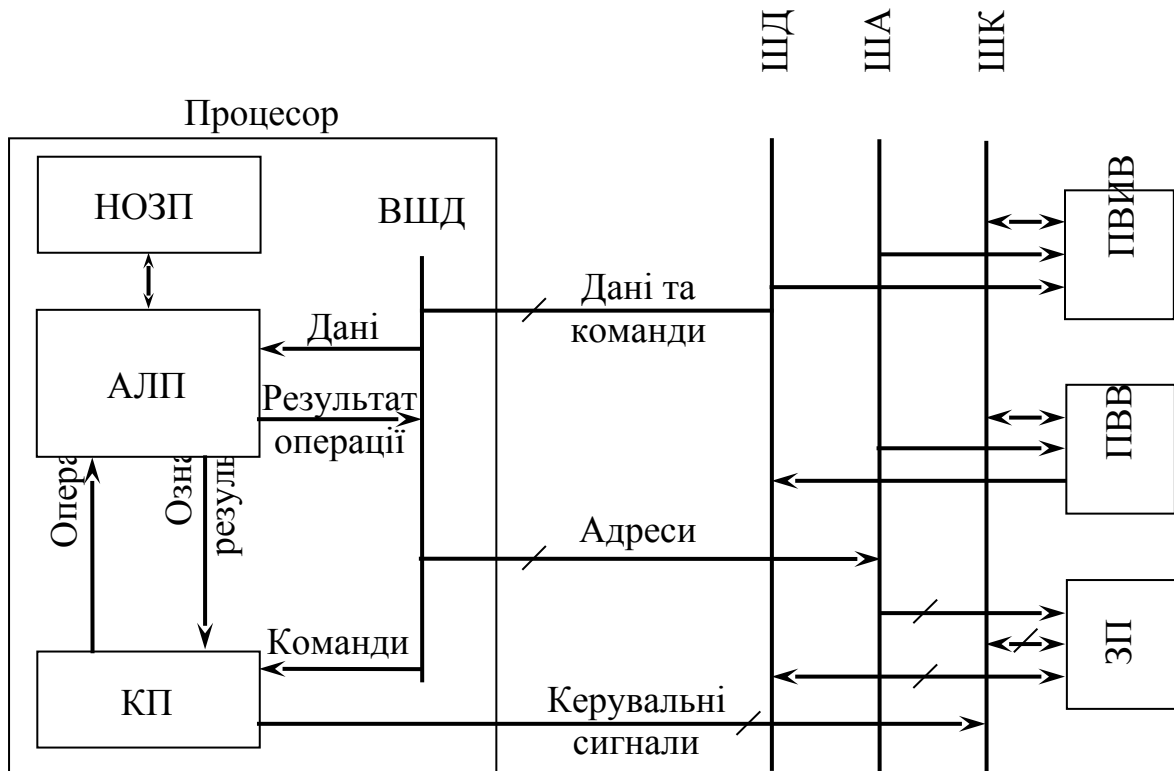 ШД
ША
ШК
Процесор
НОЗП
ВШД
ПВИВ
Дані та
команди
Дані
АЛП
Результат
операції
ПВВ
Адреси
Команди
ЗП
КП
Керувальні
сигнали